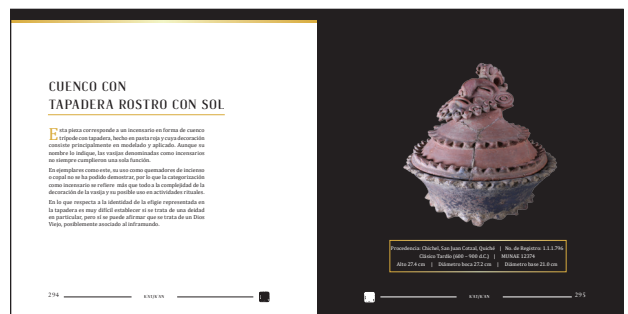 CUENCO CON
TAPADERA ROSTRO CON SOL
Esta pieza corresponde a un incensario en forma de cuenco
trípode con tapadera, hecho en pasta roja y cuya decoración
consiste principalmente en modelado y aplicado. Aunque su
nombre lo indique, las vasijas denominadas como incensarios
no siempre cumplieron una sola función.
En ejemplares como este, su uso como quemadores de incienso
o copal no se ha podido demostrar, por lo que la categorización
como incensario se refiere más que todo a la complejidad de la
decoración de la vasija y su posible uso en actividades rituales.
En lo que respecta a la identidad de la efigie representada en
la tapadera es muy difícil establecer si se trata de una deidad
en particular, pero sí se puede afirmar que se trata de un Dios
Viejo, posiblemente asociado al inframundo.
294
Procedencia: Chichel, San Juan Cotzal, Quiché | No. de Registro: 1.1.1.796
Clásico Tardío (600 – 900 d.C.) | MUNAE 12374
Alto 27.4 cm | Diámetro boca 27.2 cm | Diámetro base 21.0 cm
295